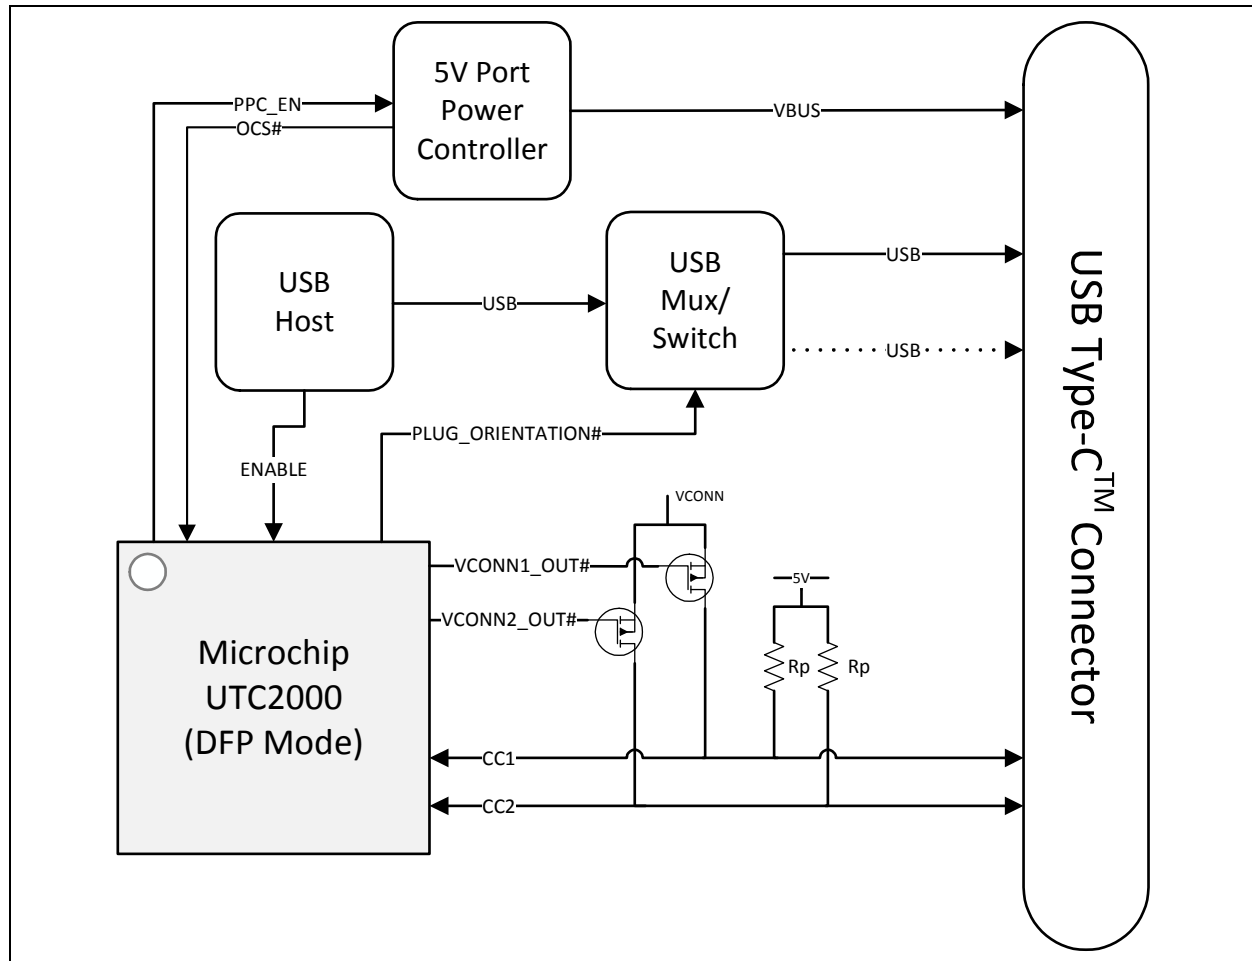 5V Port
Power
Controller
PPC_EN
OCS#
VBUS
USB
Host
USB
USB
Mux/
Switch
USB
USB
PLUG_ORIENTATION#
ENABLE
VCONN
VCONN1_OUT#
VCONN2_OUT#
5V
Rp
Rp
Microchip
UTC2000
(DFP Mode)
CC1
CC2
USB Type-C™ Connector